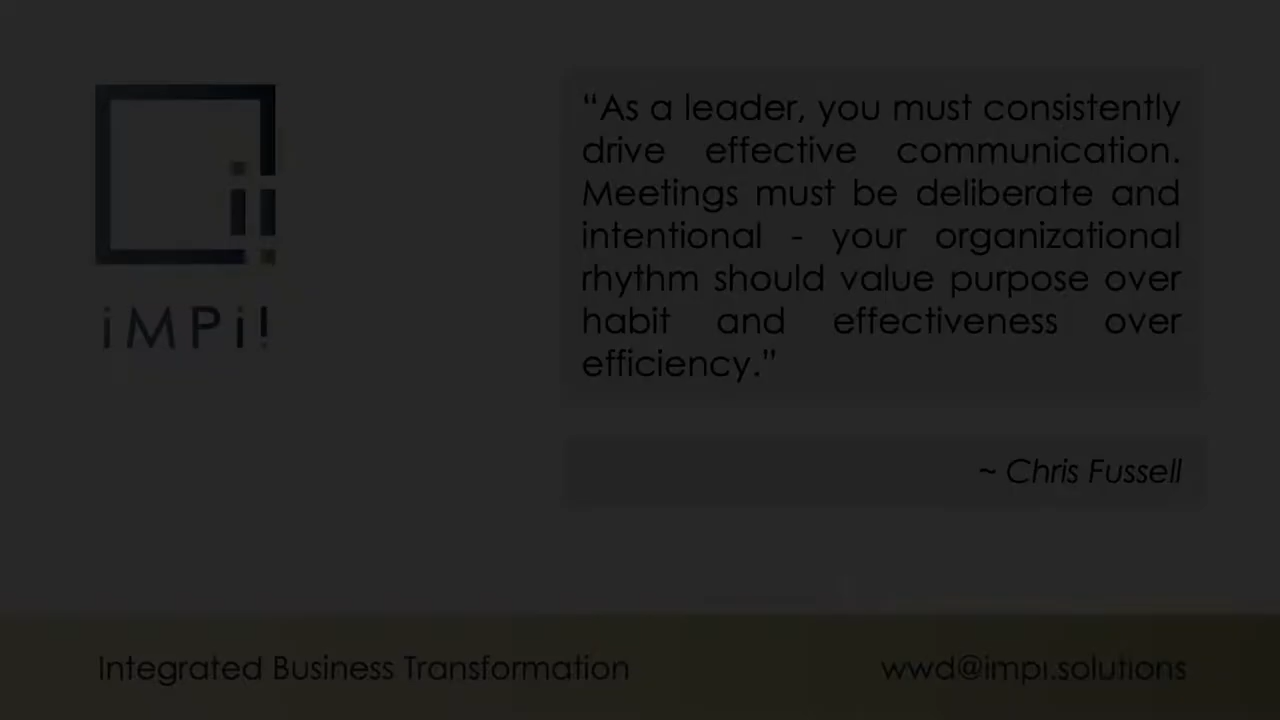 iMPi!
“As a leader, you must consistently
drive effective communication.
Meetings must be deliberate and
intentional - your organizational
rhythm should value purpose over
habit and effectiveness over
efficiency.”
~ Chris Fussell
Integrated Business Transformation
wwd@impi.solutions